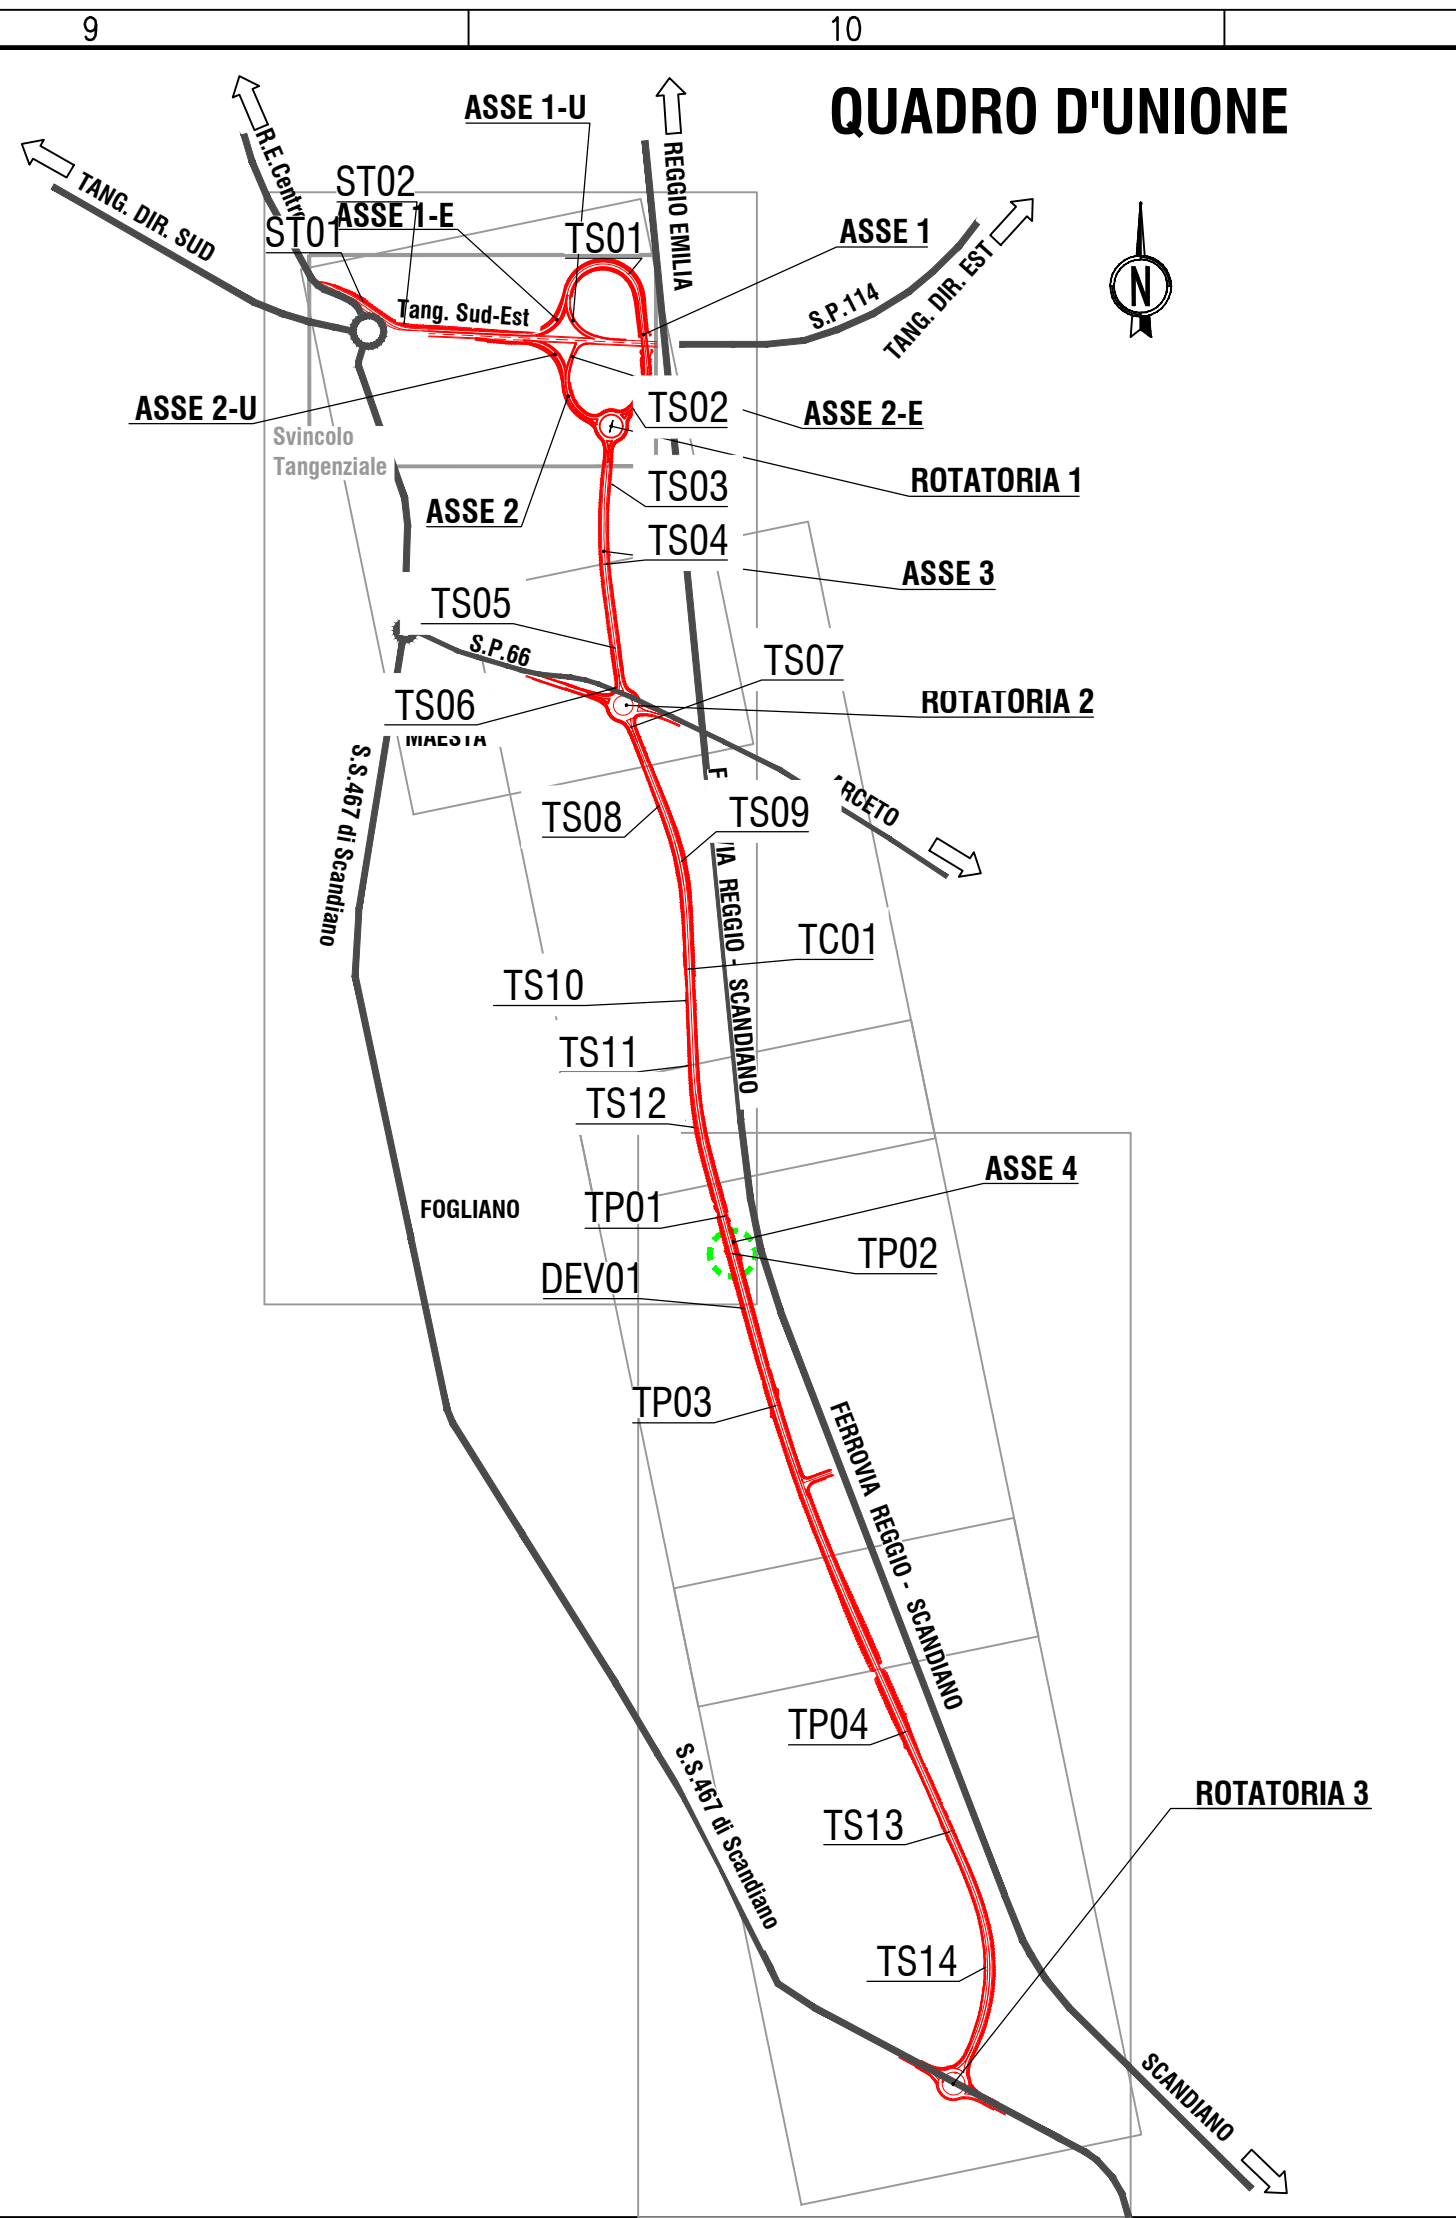 9
10
QUADRO D'UNIONE
ASSE 1-U
R.E.Centro
REGGIO EMILIA
TANG. DIR. SUD
ST02
ASSE 1-E
ST01
TS01
ASSE 1
TANG. DIR. EST
S.P.114
N
Tang. Sud-Est
ASSE 2-U
TS02
ASSE 2-E
Svincolo
Tangenziale
ROTATORIA 1
TS03
ASSE 2
TS04
ASSE 3
TS05
S.P.66
TS07
ROTATORIA 2
TS06
MAESTA
S.S.467 di Scandiano
F
TS08
TS09
ARCETO
VIA REGGIO - SCANDIANO
TC01
TS10
TS11
TS12
ASSE 4
FOGLIANO
TP01
TP02
DEV01
TP03
FERROVIA REGGIO - SCANDIANO
TP04
S.S.467 di Scandiano
ROTATORIA 3
TS13
TS14
SCANDIANO